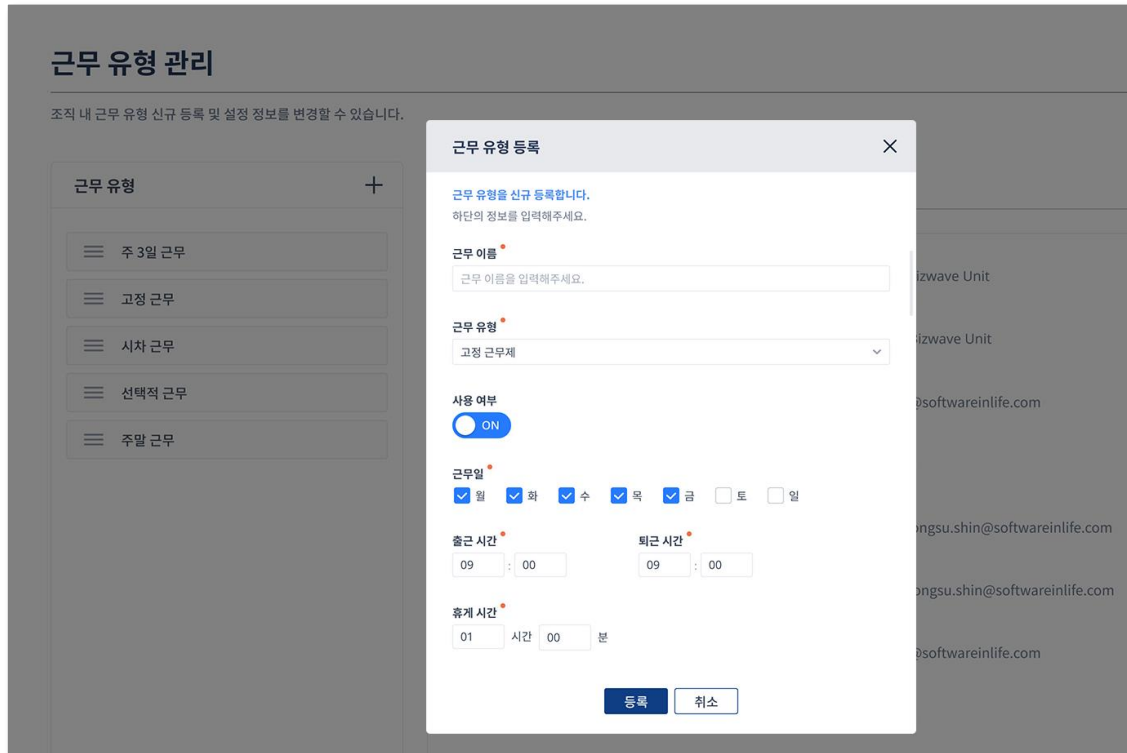 근무 유형 관리
조직 내 근무 유형 신규 등록 및 설정 정보를 변경할 수 있습니다.
근무 유형
주 3일 근무
고정 근무
시차 근무
선택적 근무
주말 근무
근무 유형 등록
근무 유형을 신규 등록합니다.
하단의 정보를 입력해주세요.
근무 이름
근무 이름을 입력해주세요.
근무 유형
고정 근무제
사용 여부
ON
근무일
월 화 수 목 금 토 일
출근 시간 퇴근 시간
09 : 00 09 : 00
휴게 시간
01 시간 00 분
등록 취소
izwave Unit
izwave Unit
@softwareinlife.com
ongsu.shin@softwareinlife.com
ongsu.shin@softwareinlife.com
@softwareinlife.com